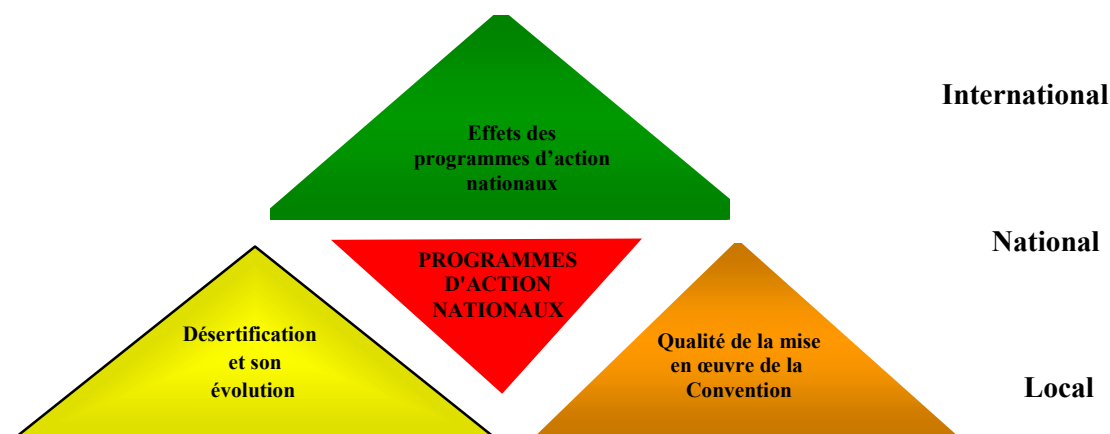 International
Effets des
programmes d’action
nationaux
National
PROGRAMMES
D'ACTION
NATIONAUX
Désertification
et son
évolution
Qualité de la mise
en œuvre de la
Convention
Local